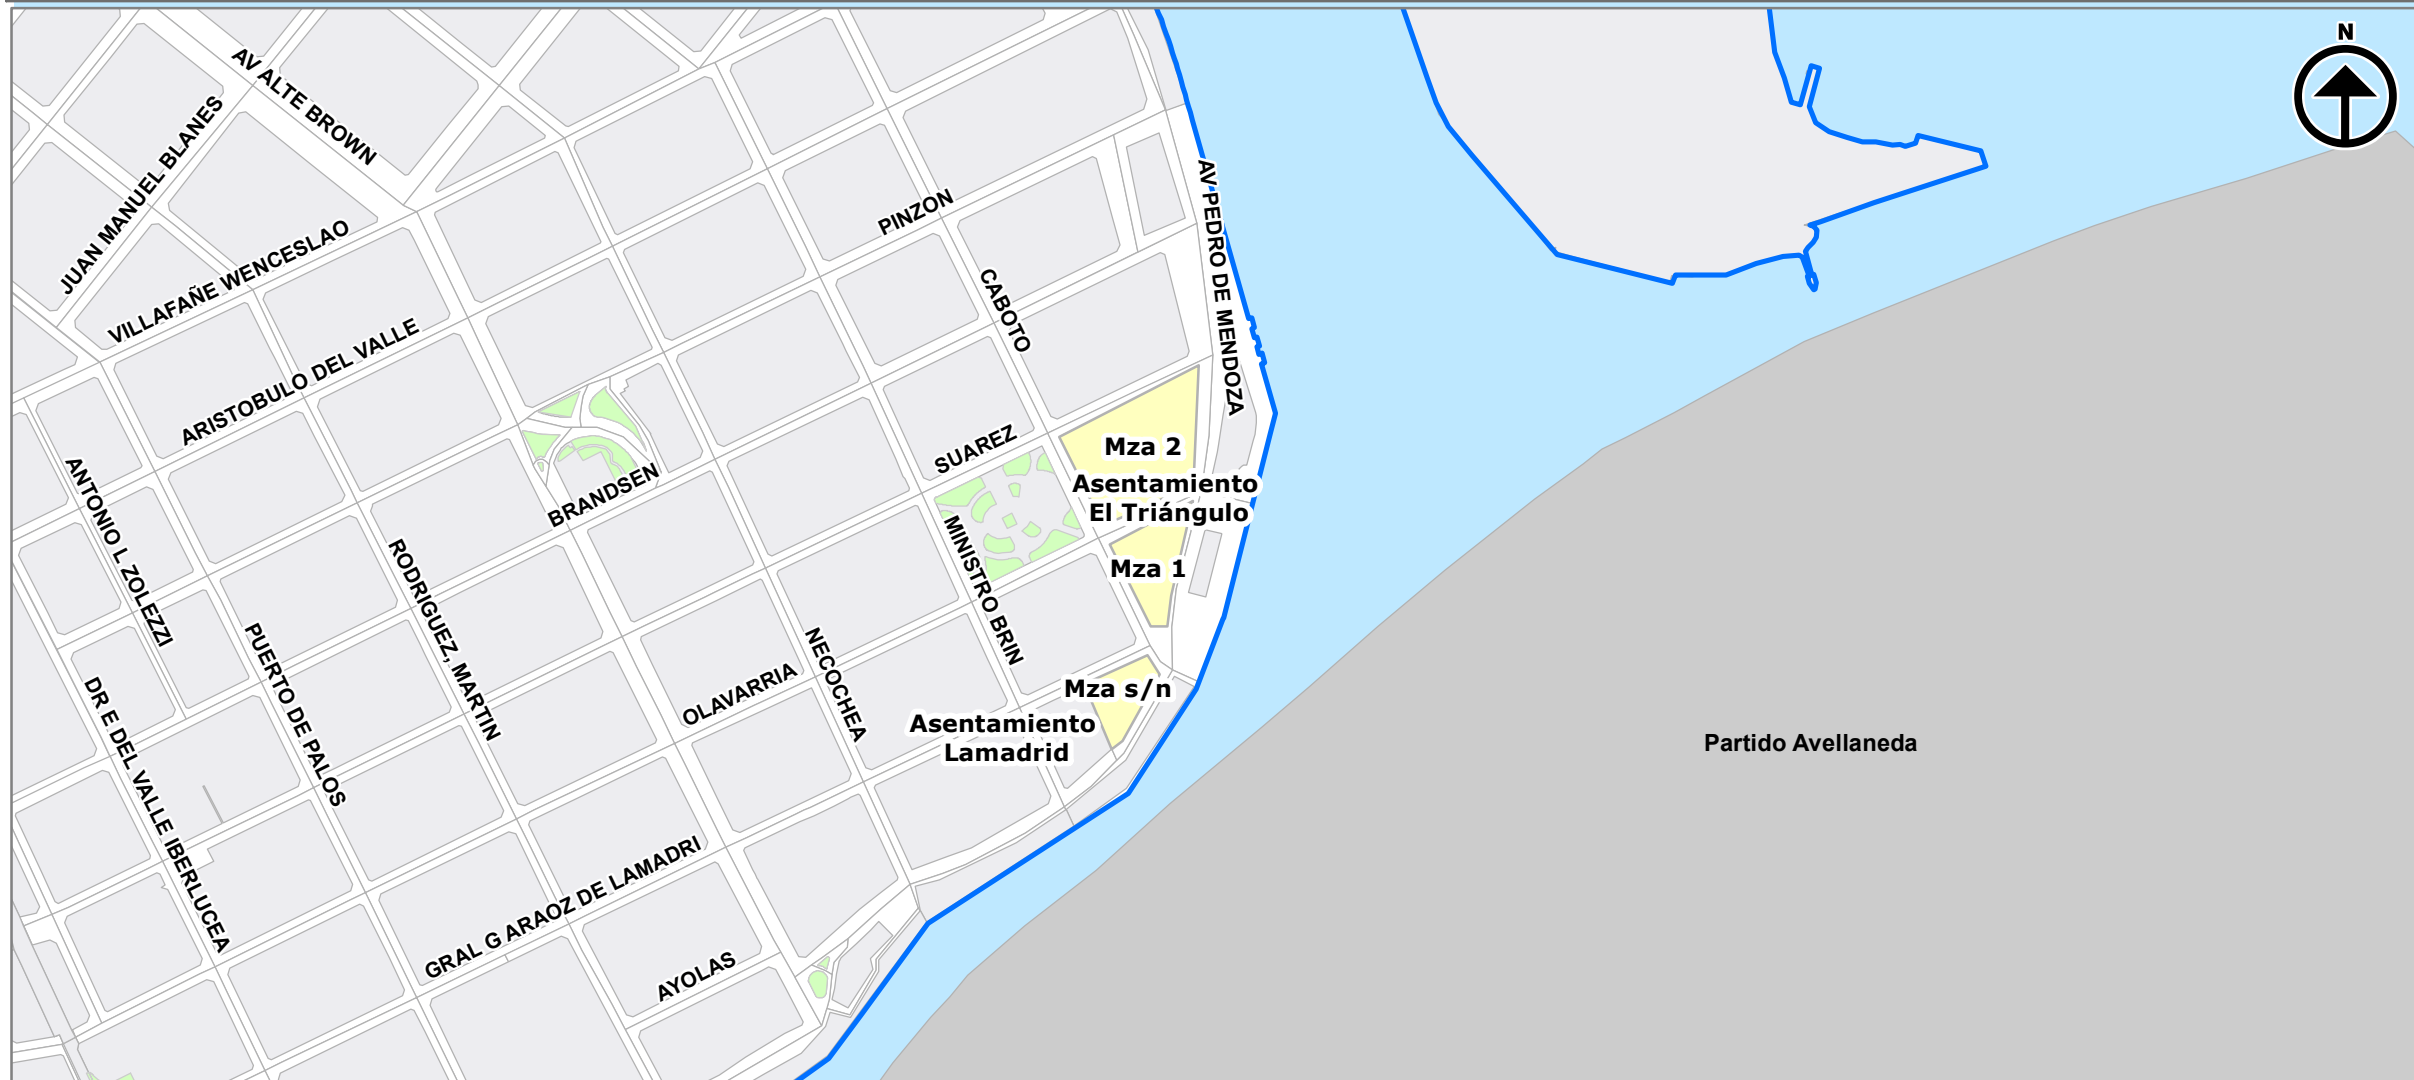 N
AV ALTE BROWN
JUAN MANUEL BLANES
VILLAFAÑE WENCESLAO
PINZON
AV PEDRO DE MENDOZA
CABOTO
ARISTOBULO DEL VALLE
SUAREZ
Mza 2
Asentamiento
El Triángulo
BRANDSEN
ANTONIO L ZOLEZZI
MINISTRO BRIN
Mza 1
RODRIGUEZ, MARTIN
PUERTO DE PALOS
NECOCHEA
OLAVARRIA
Mza s/n
Asentamiento
Lamadrid
DR E DEL VALLE IBERLUCEA
Partido Avellaneda
GRAL G ARAOZ DE LAMADRI
AYOLAS